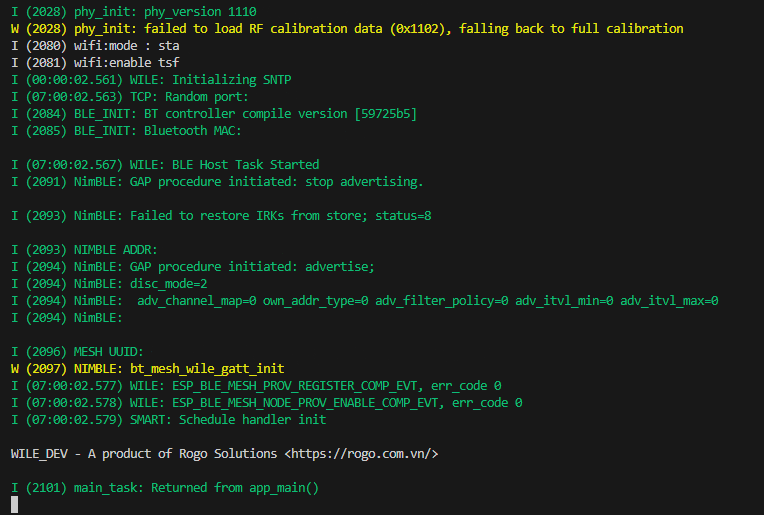 I (2028) phy_init: phy_version 1110
W (2028) phy_init: failed to load RF calibration data (0x1102), falling back to full calibration
I (2080) wifi:mode : sta
I (2081) wifi:enable tsf
I (00:00:02.561) WILE: Initializing SNTP
I (07:00:02.563) TCP: Random port:
I (2084) BLE_INIT: BT controller compile version [59725b5]
I (2085) BLE_INIT: Bluetooth MAC:
I (07:00:02.567) WILE: BLE Host Task Started
I (2091) NimBLE: GAP procedure initiated: stop advertising.
I (2093) NimBLE: Failed to restore IRKs from store; status=8
I (2093) NIMBLE ADDR:
I (2094) NimBLE: GAP procedure initiated: advertise;
I (2094) NimBLE: disc_mode=2
I (2094) NimBLE:  adv_channel_map=0 own_addr_type=0 adv_filter_policy=0 adv_itvl_min=0 adv_itvl_max=0
I (2094) NimBLE:
I (2096) MESH UUID:
W (2097) NIMBLE: bt_mesh_wile_gatt_init
I (07:00:02.577) WILE: ESP_BLE_MESH_PROV_REGISTER_COMP_EVT, err_code 0
I (07:00:02.578) WILE: ESP_BLE_MESH_NODE_PROV_ENABLE_COMP_EVT, err_code 0
I (07:00:02.579) SMART: Schedule handler init
WILE_DEV - A product of Rogo Solutions <https://rogo.com.vn/>
I (2101) main_task: Returned from app_main()